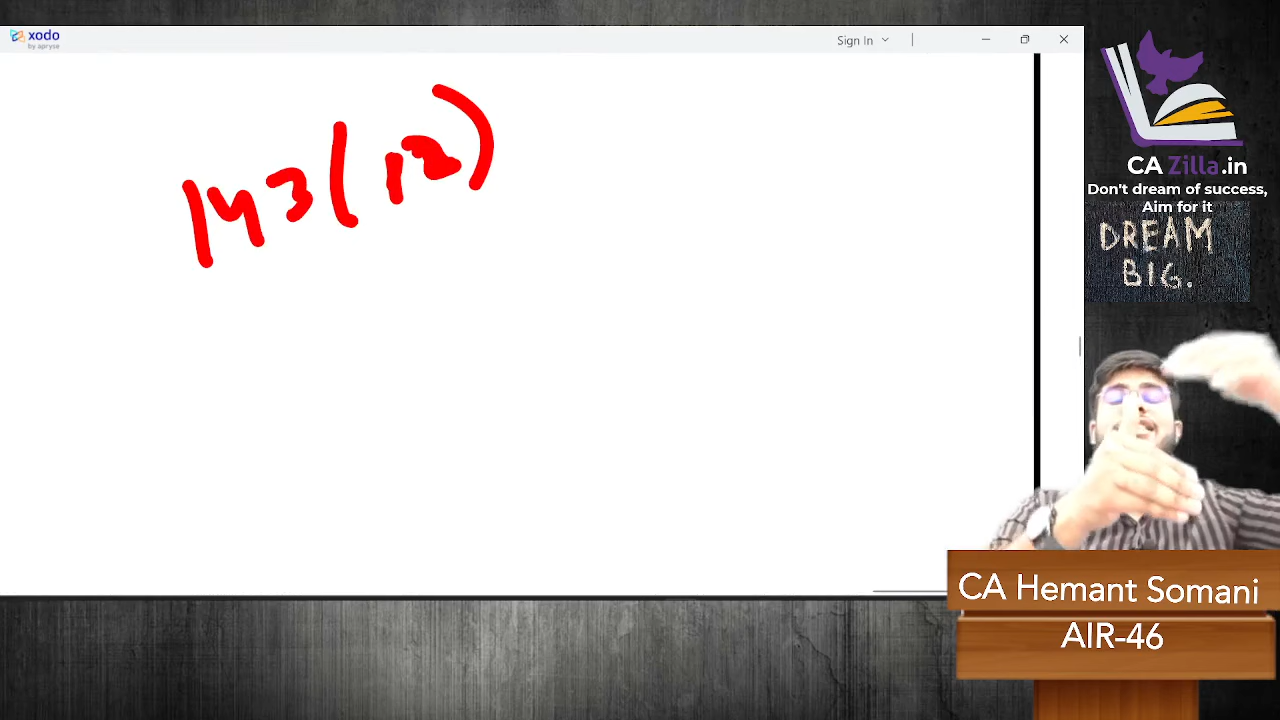 xodo
by apryse
Sign In
143(12)
CA Zilla.in
Don't dream of success,
Aim for it
DREAM
BIG.
CA Hemant Somani
AIR-46